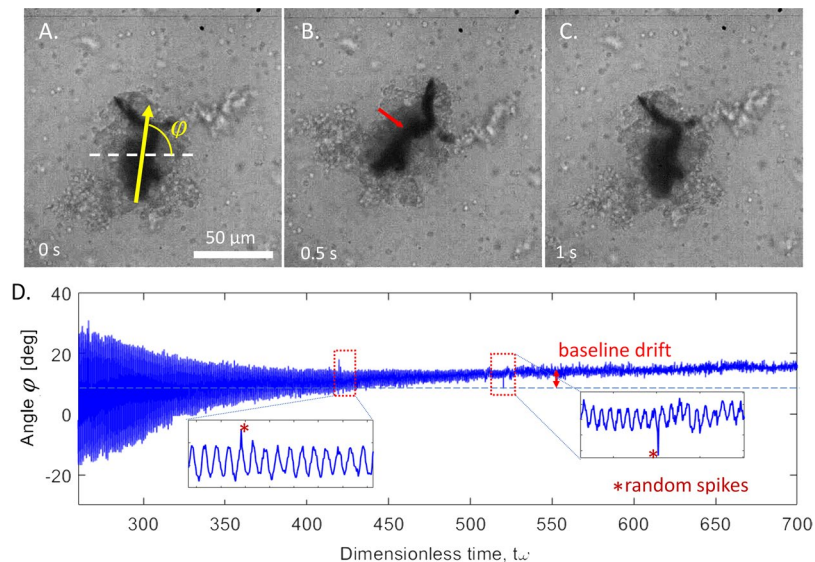 A.
B.
C.
φ
0 s
50 µm
0.5 s
1 s
D.
40
20
0
-20
Angle φ [deg]
baseline drift
*
*
*random spikes
300
350
400
450
500
550
600
650
700
Dimensionless time, tω